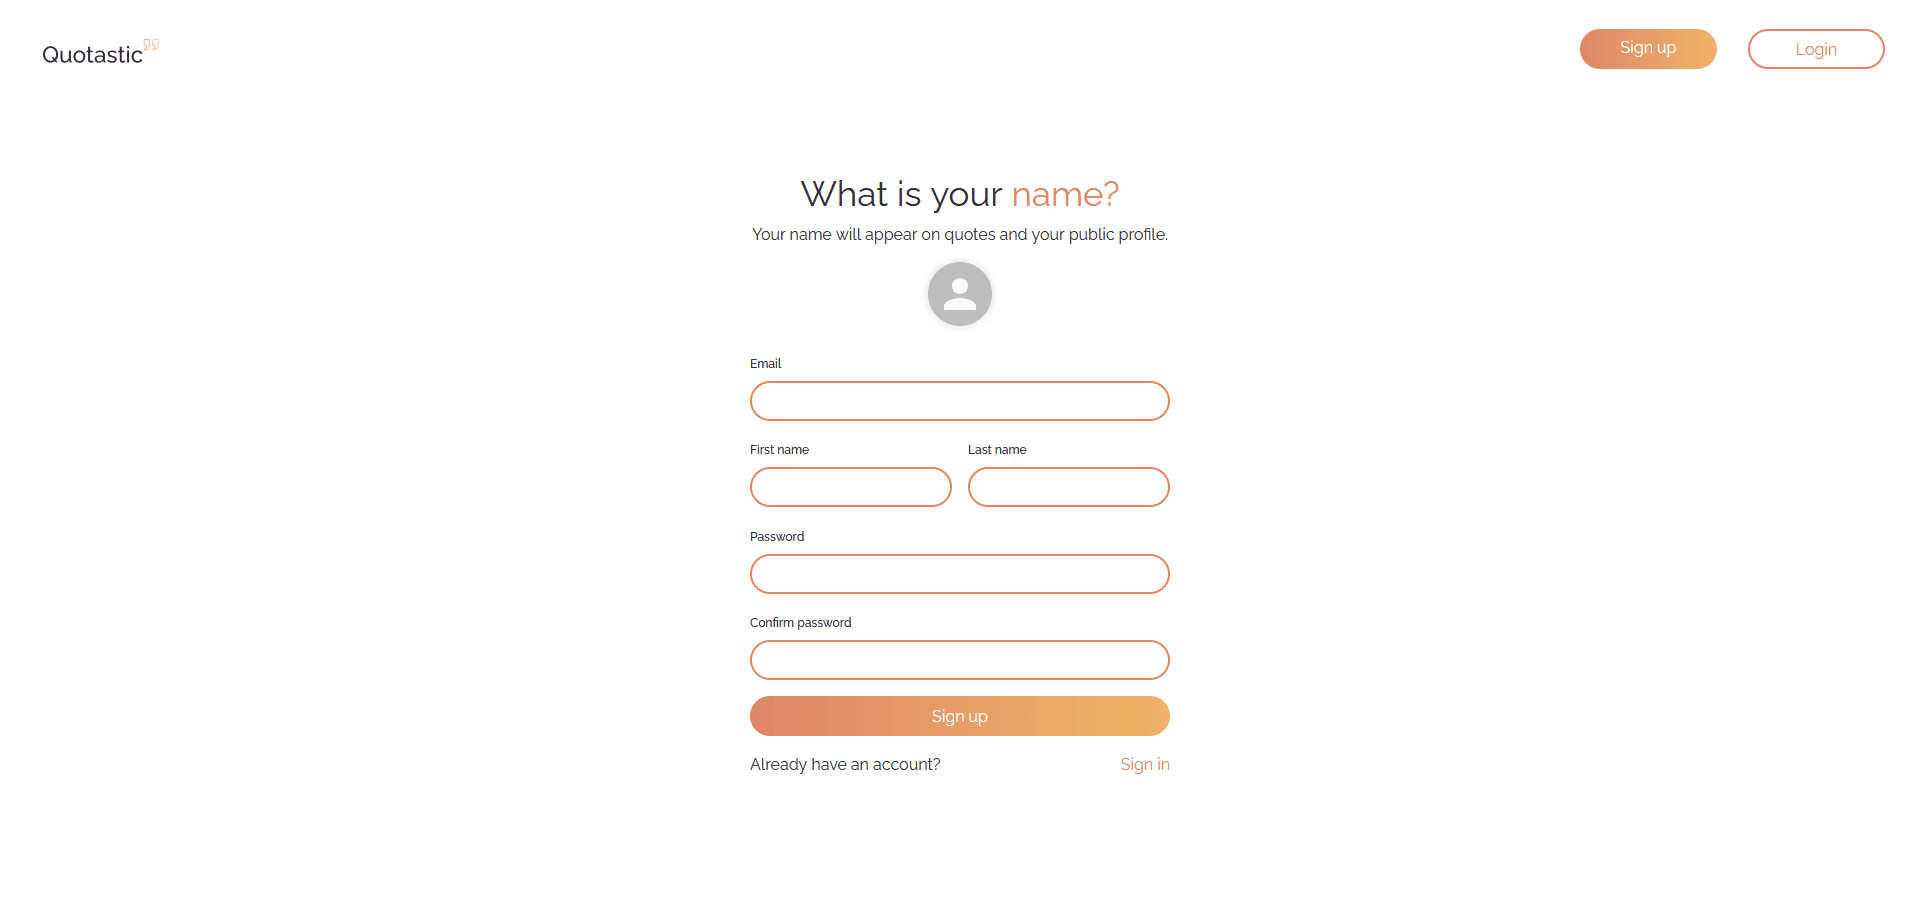 Quotastic
Sign up
Login
What is your name?
Your name will appear on quotes and your public profile.
Email
First name
Last name
Password
Confirm password
Sign up
Already have an account?
Sign in